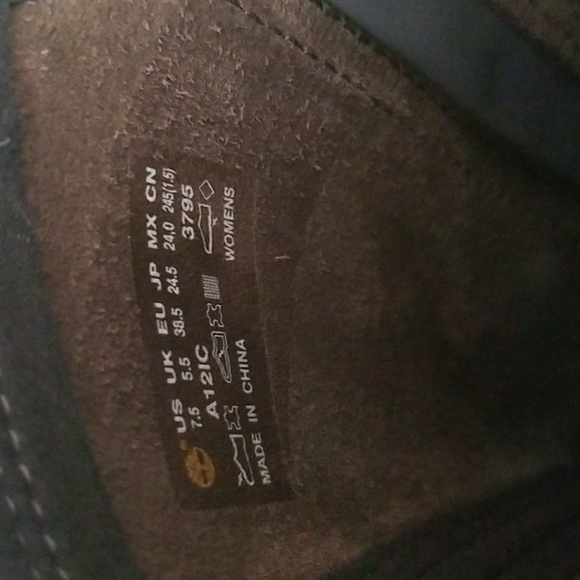 US UK EU JP MX CN
7.5 5.5 38.5 24.5 24.0 245(1.5)
A12IC 3795
WOMENS
MADE IN CHINA